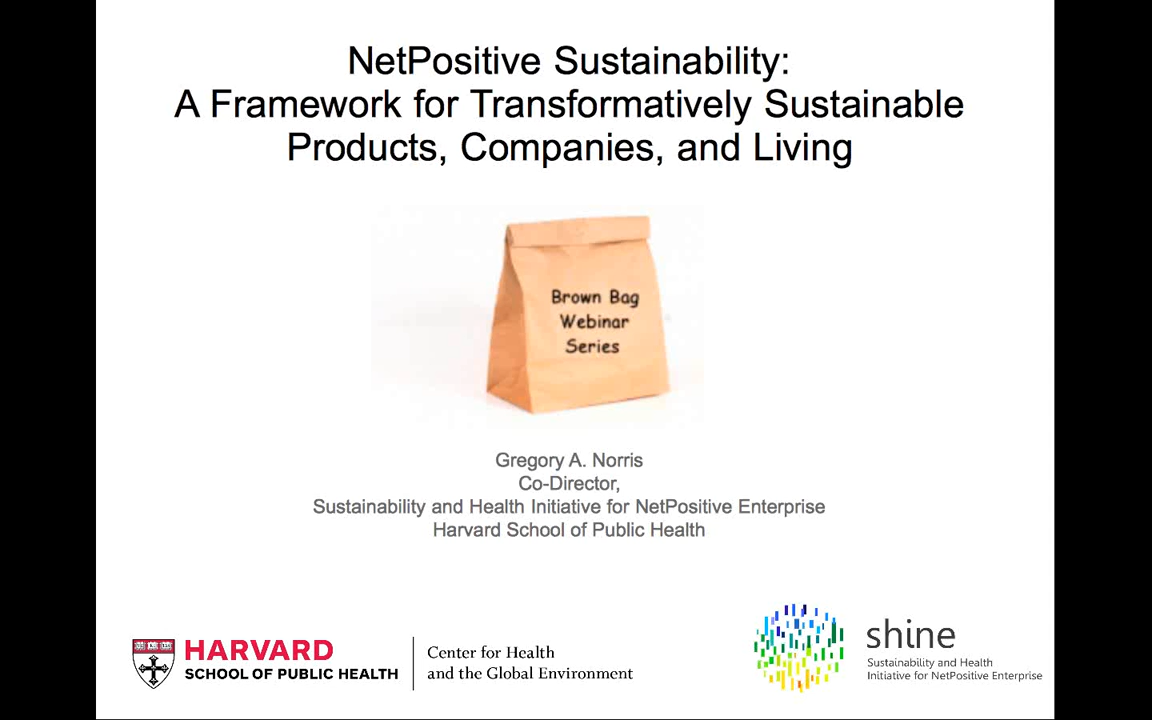 NetPositive Sustainability:
A Framework for Transformatively Sustainable
Products, Companies, and Living
Brown Bag
Webinar
Series
Gregory A. Norris
Co-Director,
Sustainability and Health Initiative for NetPositive Enterprise
Harvard School of Public Health
HARVARD
SCHOOL OF PUBLIC HEALTH
Center for Health
and the Global Environment
shine
Sustainability and Health
Initiative for NetPositive Enterprise